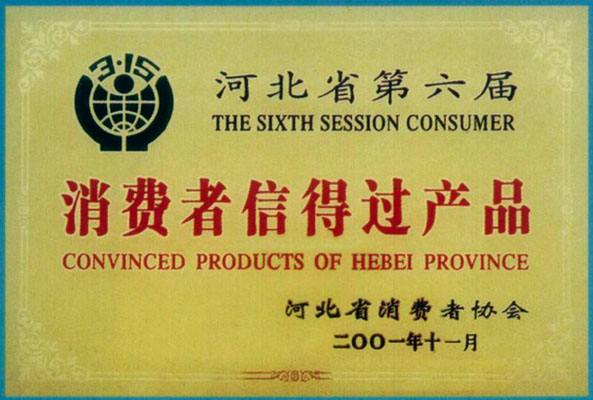 3·15
河北省第六届
THE SIXTH SESSION CONSUMER
消费者信得过产品
CONVINCED PRODUCTS OF HEBEI PROVINCE
河北省消费者协会
二OO一年十一月